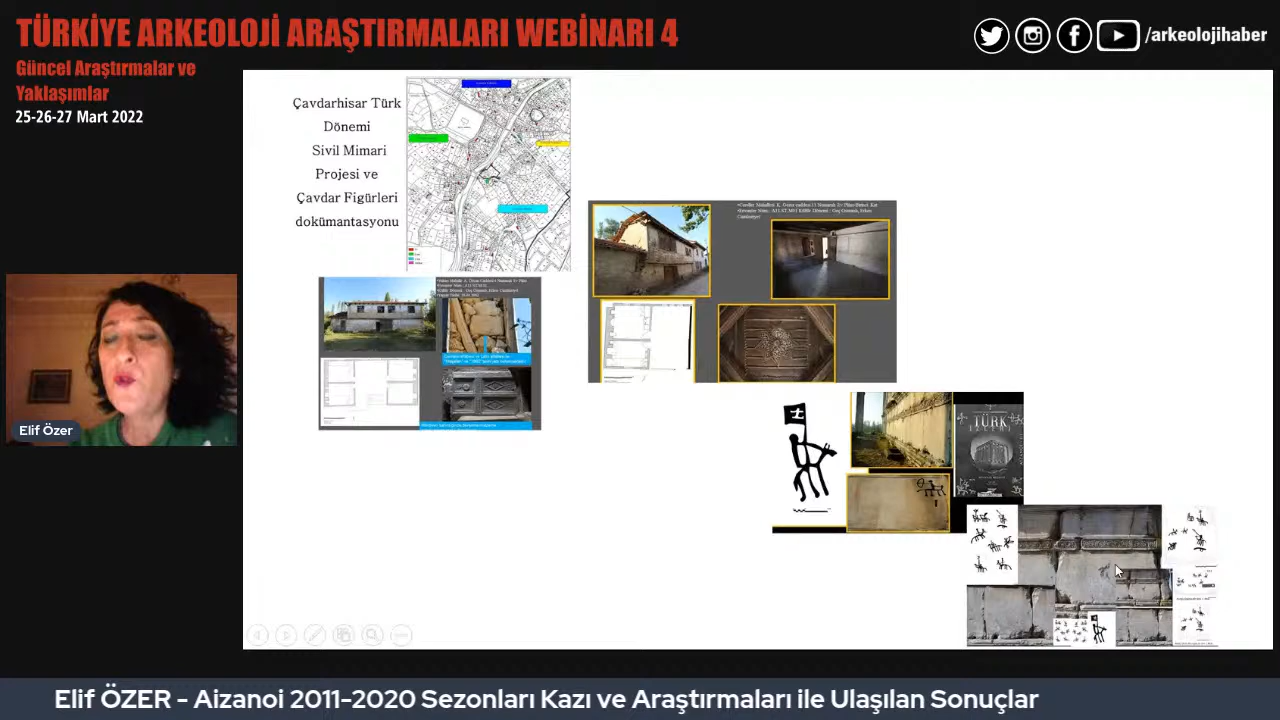 TÜRKİYE ARKEOLOJİ ARAŞTIRMALARI WEBİNARI 4
/arkeolojihaber
Güncel Araştırmalar ve
Yaklaşımlar
25-26-27 Mart 2022
Çavdarhisar Türk
Dönemi
Sivil Mimari
Projesi ve
Çavdar Figürleri
dokümantasyonu
TÜRK
Elif Özer
Elif ÖZER - Aizanoi 2011-2020 Sezonları Kazı ve Araştırmaları ile Ulaşılan Sonuçlar